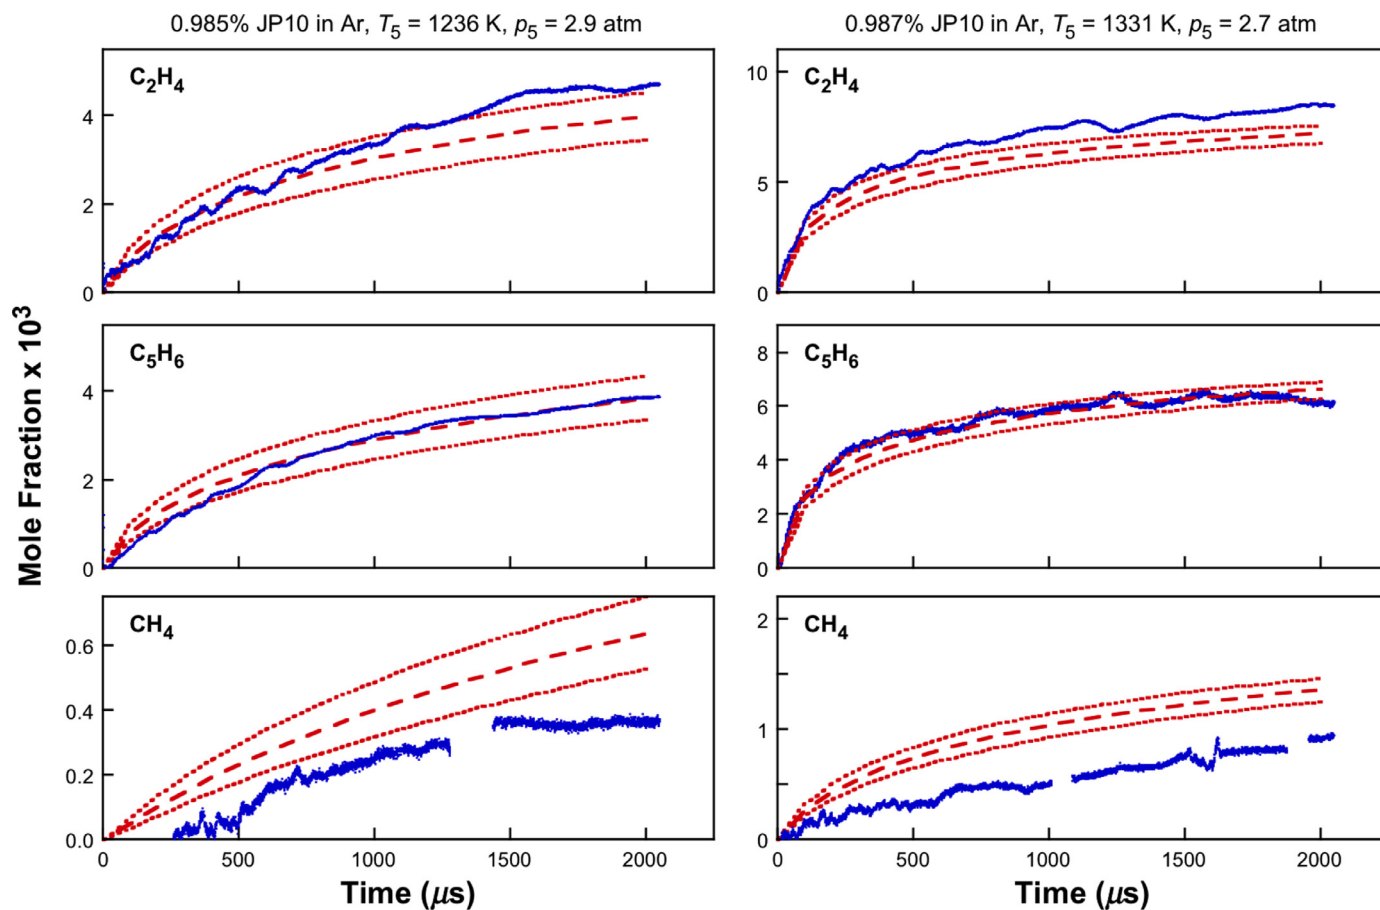 0.985% JP10 in Ar, T₅ = 1236 K, p₅ = 2.9 atm
0.987% JP10 in Ar, T₅ = 1331 K, p₅ = 2.7 atm
Mole Fraction x 10³
C₂H₄
4
2
0
C₂H₄
10
5
0
C₅H₆
4
2
0
C₅H₆
8
6
4
2
0
CH₄
0.6
0.4
0.2
0.0
0 500 1000 1500 2000
Time (μs)
CH₄
2
1
0
0 500 1000 1500 2000
Time (μs)